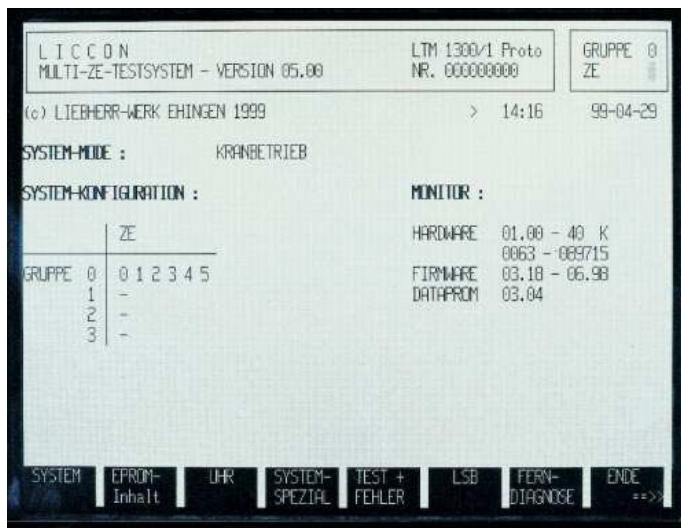 LICCON
MULTI-ZE-TESTSYSTEM - VERSION 05.00
LTM 1300/1 Proto
NR. 000000000
GRUPPE 0
ZE
(c) LIEBHERR-WERK EHINGEN 1999 > 14:16 99-04-29
SYSTEM-MODE : KRANBETRIEB
SYSTEM-KONFIGURATION :
ZE
GRUPPE 0 0 1 2 3 4 5
1 -
2 -
3 -
MONITOR :
HARDWARE 01.00 - 40 K
0063 - 089715
FIRMWARE 03.18 - 06.98
DATAPROM 03.04
SYSTEM
EPROM-
Inhalt
UHR
SYSTEM-
SPEZIAL
TEST +
FEHLER
LSB
FERN-
DIAGNOSE
ENDE
==>>